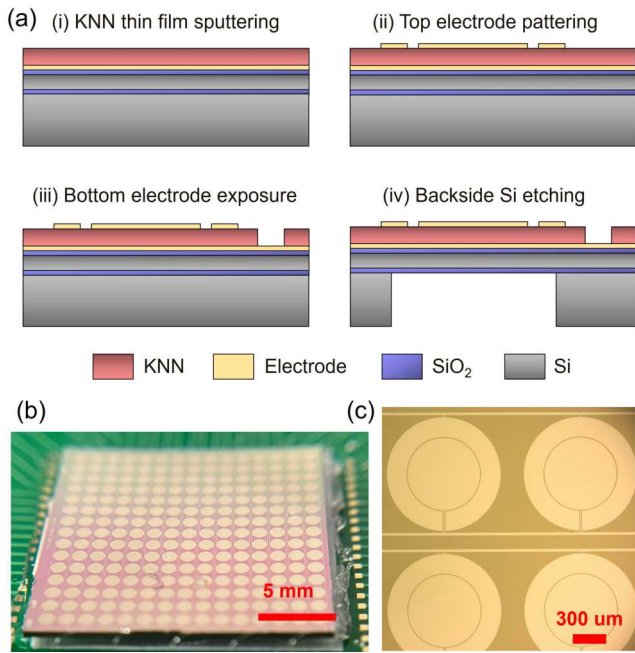 (a)
(i) KNN thin film sputtering
(ii) Top electrode pattering
(iii) Bottom electrode exposure
(iv) Backside Si etching
KNN
Electrode
SiO₂
Si
(b)
5 mm
(c)
300 um